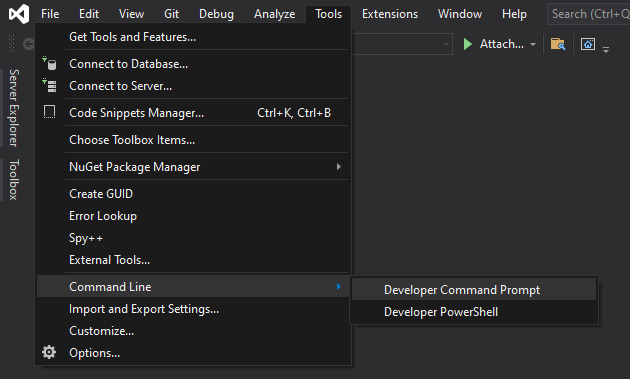 File Edit View Git Debug Analyze Tools Extensions Window Help Search (Ctrl+Q
Get Tools and Features...
Attach...
Connect to Database...
Connect to Server...
Code Snippets Manager... Ctrl+K, Ctrl+B
Choose Toolbox Items...
NuGet Package Manager
Create GUID
Error Lookup
Spy++
External Tools...
Command Line
Developer Command Prompt
Import and Export Settings...
Developer PowerShell
Customize...
Options...
Server Explorer
Toolbox